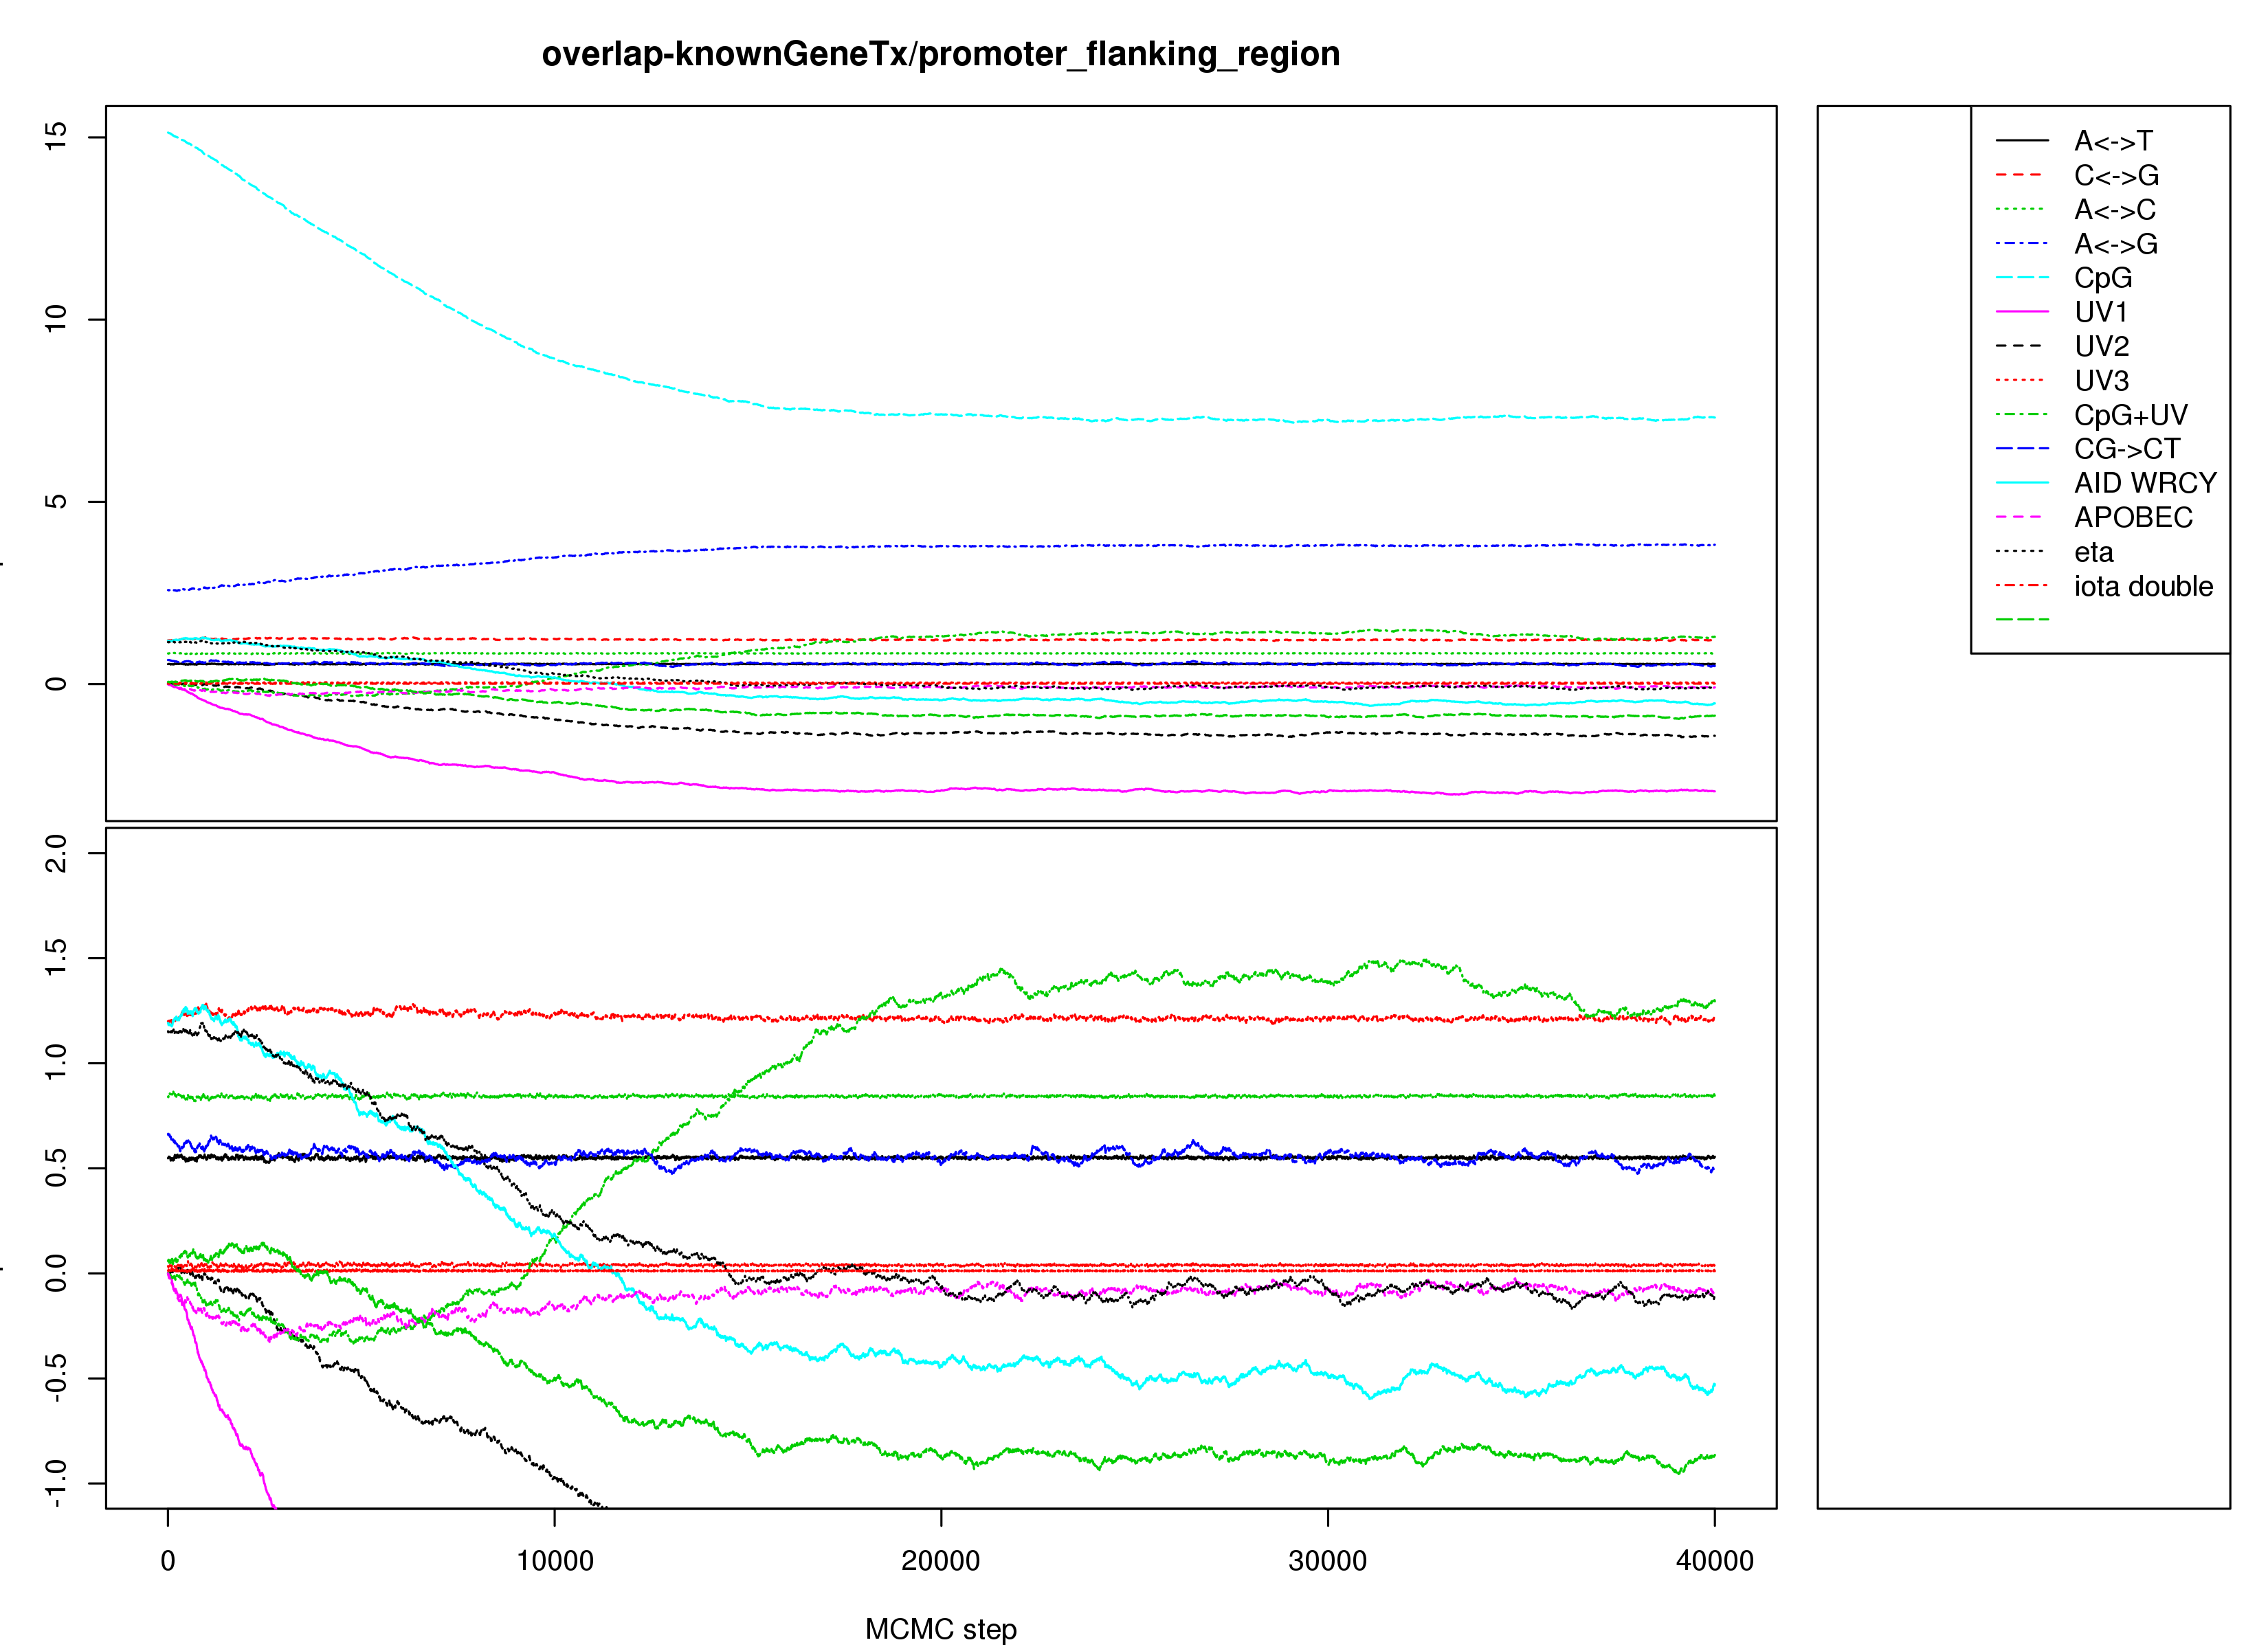 overlap-knownGeneTx/promoter_flanking_region
15
10
5
0
A<->T
C<->G
A<->C
A<->G
CpG
UV1
UV2
UV3
CpG+UV
CG->CT
AID WRCY
APOBEC
eta
iota double
2.0
1.5
1.0
0.5
0.0
-0.5
-1.0
0 10000 20000 30000 40000
MCMC step